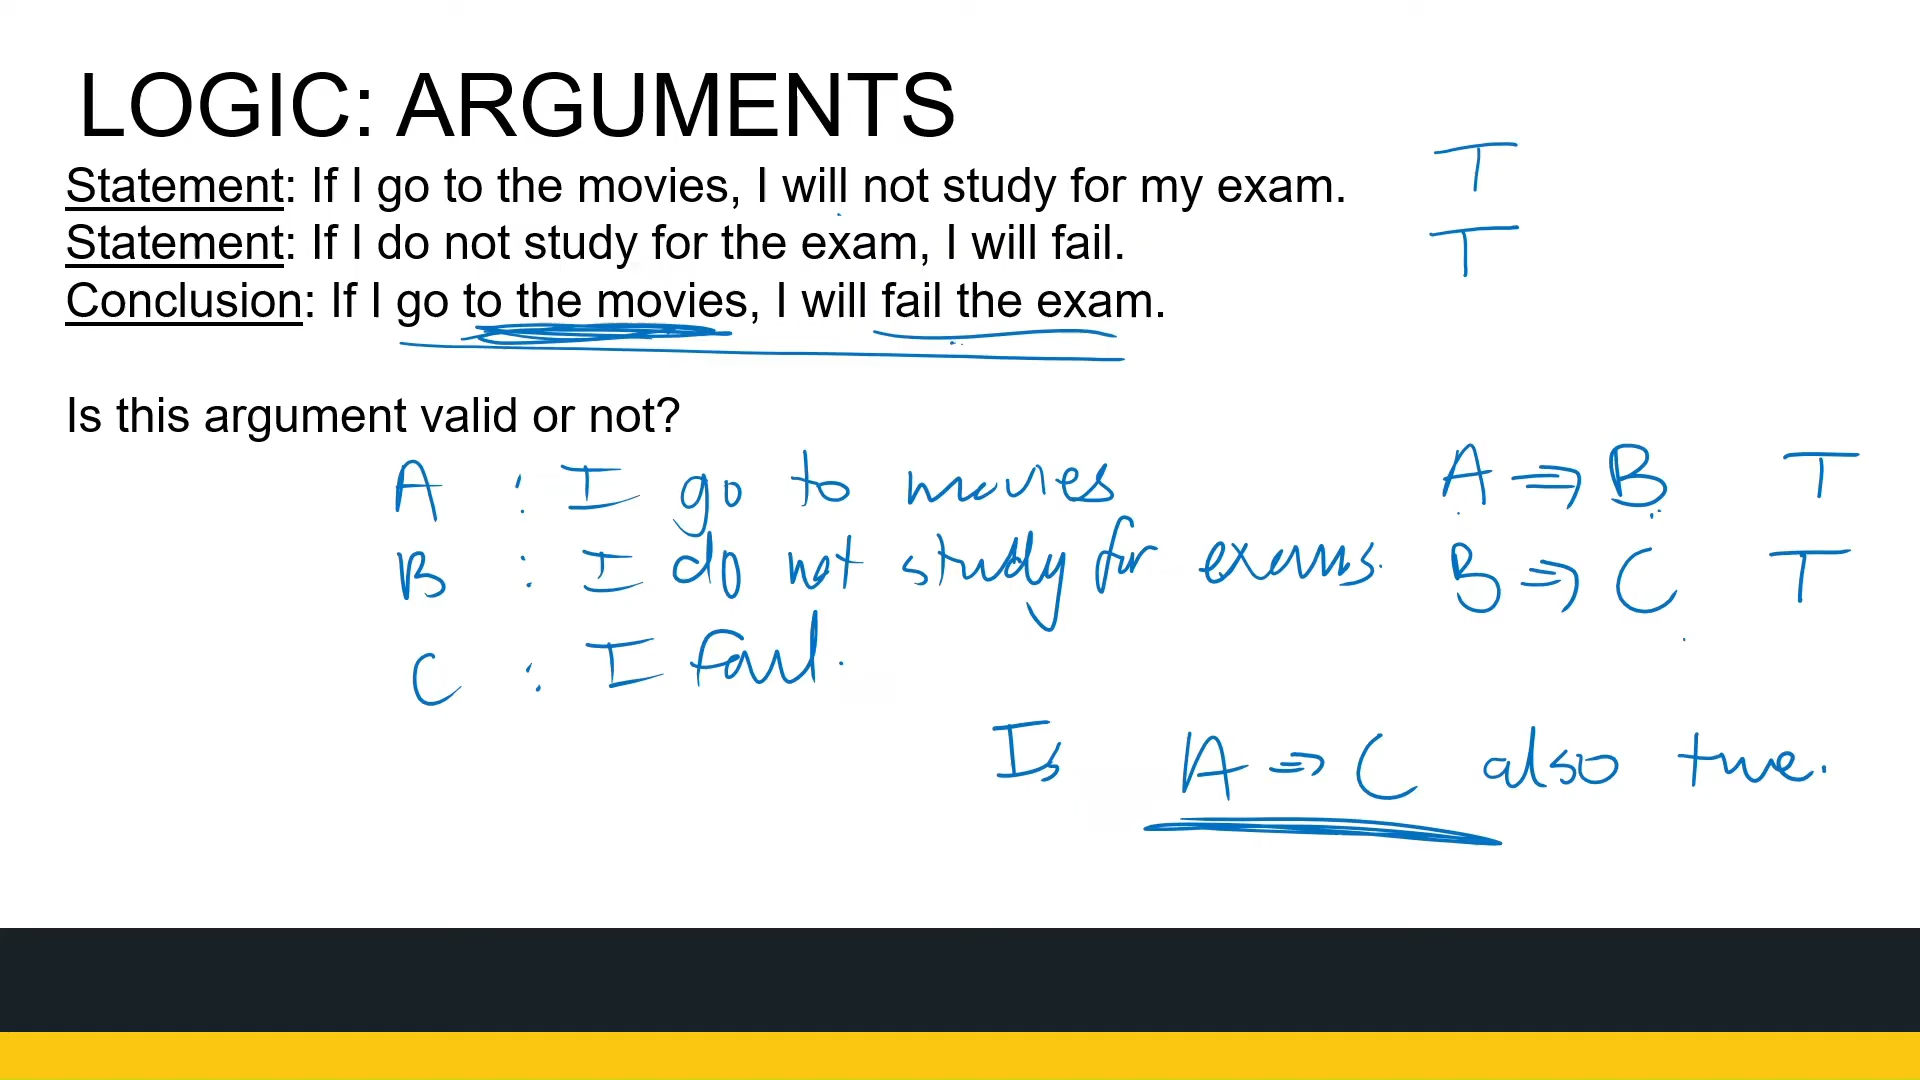 LOGIC: ARGUMENTS
Statement: If I go to the movies, I will not study for my exam. T
Statement: If I do not study for the exam, I will fail. T
Conclusion: If I go to the movies, I will fail the exam.
Is this argument valid or not?
A : I go to movies A ⇒ B T
B : I do not study for exams. B ⇒ C T
C : I fail.
Is A ⇒ C also true.